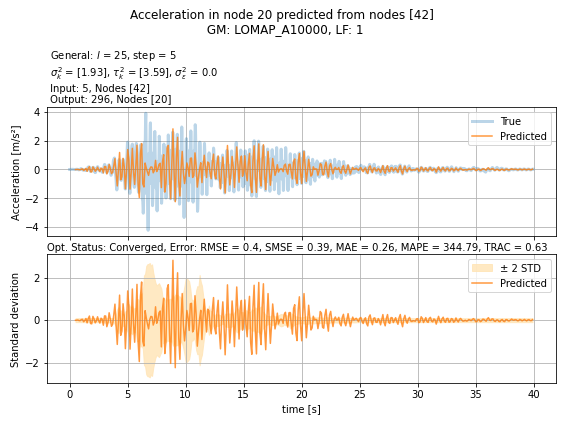 Acceleration in node 20 predicted from nodes [42]
GM: LOMAP_A10000, LF: 1
General: l = 25, step = 5
σ²ₖ = [1.93], τ²ₖ = [3.59], σ²ε = 0.0
Input: 5, Nodes [42]
Output: 296, Nodes [20]
Acceleration [m/s²]
4
2
0
−2
−4
True
Predicted
Opt. Status: Converged, Error: RMSE = 0.4, SMSE = 0.39, MAE = 0.26, MAPE = 344.79, TRAC = 0.63
Standard deviation
2
0
−2
± 2 STD
Predicted
0 5 10 15 20 25 30 35 40
time [s]